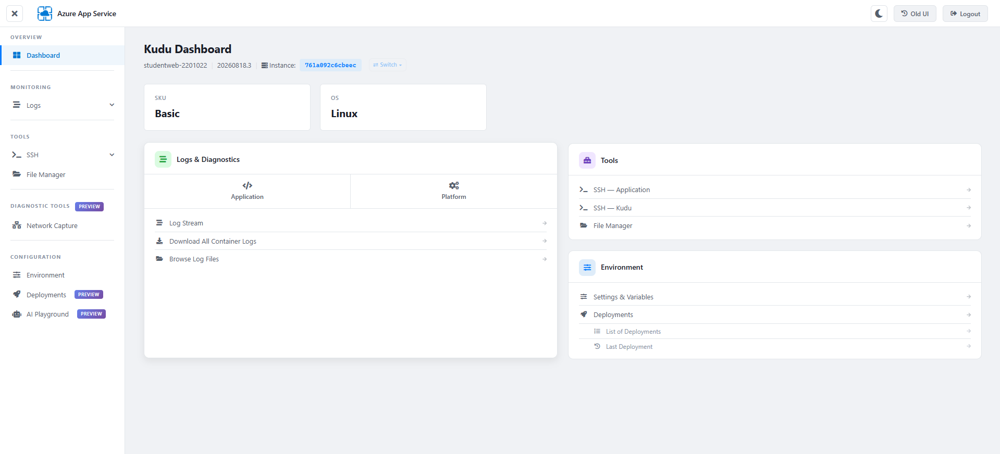 Azure App Service
Old UI
Logout
OVERVIEW
Dashboard
MONITORING
Logs
TOOLS
SSH
File Manager
DIAGNOSTIC TOOLS PREVIEW
Network Capture
CONFIGURATION
Environment
Deployments PREVIEW
AI Playground PREVIEW
Kudu Dashboard
studentweb-2201022 | 20260818.3 | Instance: 761a092c6cbeec Switch
SKU
Basic
OS
Linux
Logs & Diagnostics
Application
Platform
Log Stream
Download All Container Logs
Browse Log Files
Tools
SSH — Application
SSH — Kudu
File Manager
Environment
Settings & Variables
Deployments
List of Deployments
Last Deployment